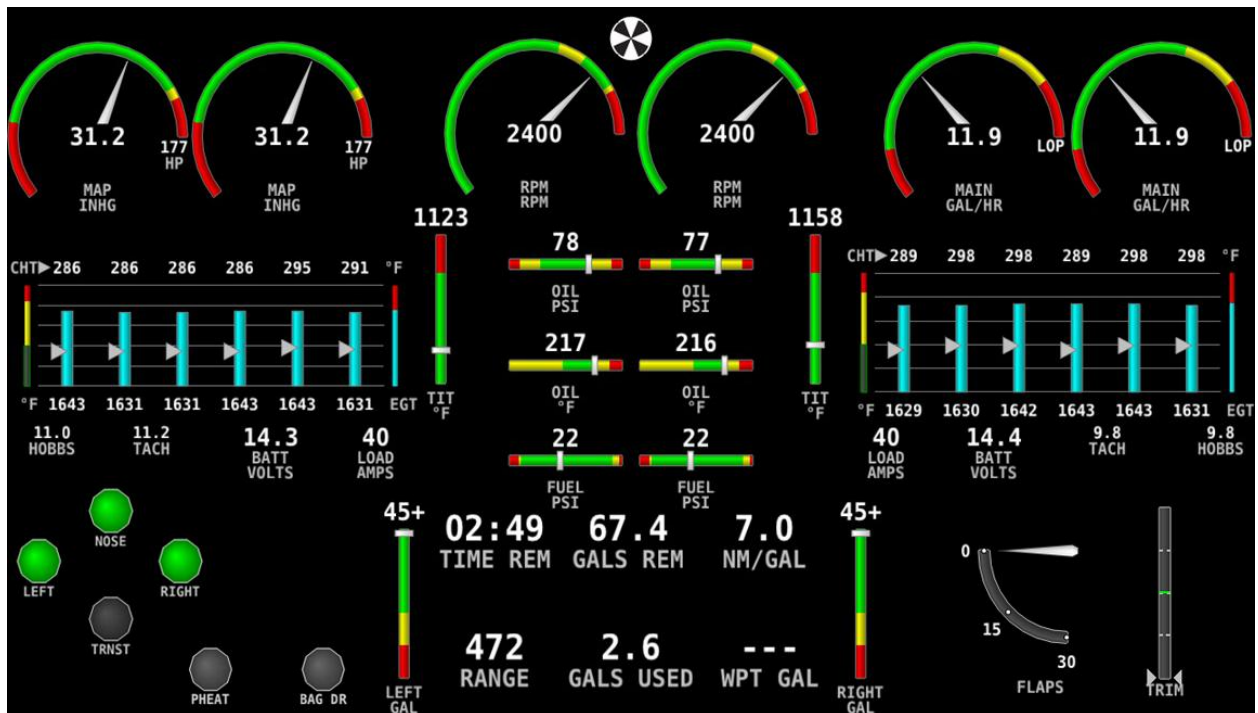 31.2
177
HP
MAP
INHG
31.2
177
HP
MAP
INHG
2400
RPM
RPM
2400
RPM
RPM
11.9
LOP
MAIN
GAL/HR
11.9
LOP
MAIN
GAL/HR
CHT 286 286 286 286 295 291 °F
°F 1643 1631 1631 1643 1643 1631 EGT
11.0
HOBBS
11.2
TACH
14.3
BATT
VOLTS
40
LOAD
AMPS
1123
TIT
°F
78
OIL
PSI
77
OIL
PSI
217
OIL
°F
216
OIL
°F
22
FUEL
PSI
22
FUEL
PSI
1158
TIT
°F
CHT 289 298 298 289 298 298 °F
°F 1629 1630 1642 1643 1643 1631 EGT
40
LOAD
AMPS
14.4
BATT
VOLTS
9.8
TACH
9.8
HOBBS
NOSE
LEFT
RIGHT
TRNST
PHEAT
BAG DR
45+
LEFT
GAL
02:49
TIME REM
67.4
GALS REM
7.0
NM/GAL
472
RANGE
2.6
GALS USED
---
WPT GAL
45+
RIGHT
GAL
0
15
30
FLAPS
TRIM